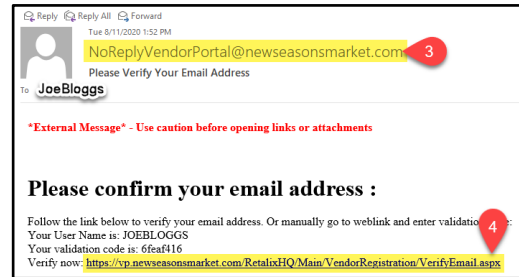 Reply Reply All Forward
Tue 8/11/2020 1:52 PM
NoReplyVendorPortal@newseasonsmarket.com 3
Please Verify Your Email Address
To JoeBloggs
*External Message* - Use caution before opening links or attachments
Please confirm your email address :
Follow the link below to verify your email address. Or manually go to weblink and enter validation
Your User Name is: JOEBLOGGS
Your validation code is: 6feaf416
4
Verify now: https://vp.newseasonsmarket.com/RetalixHQ/Main/VendorRegistration/VerifyEmail.aspx